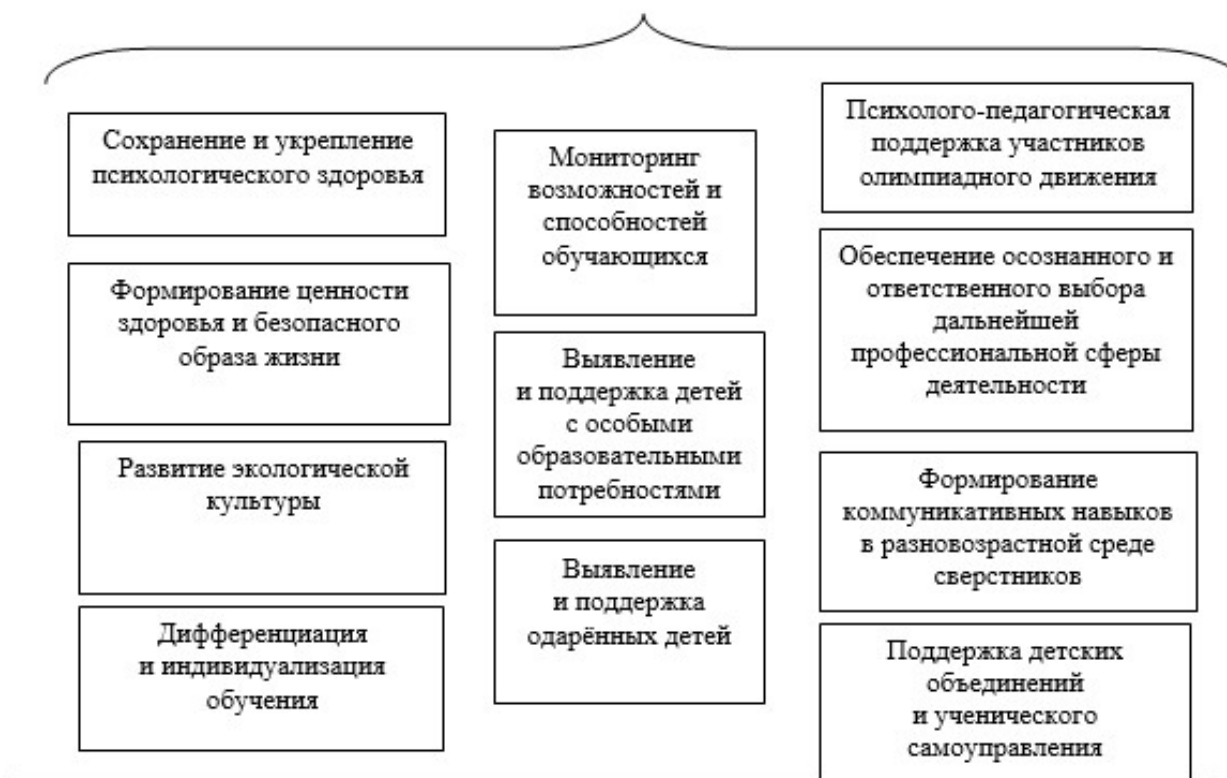 Сохранение и укрепление
психологического здоровья
Формирование ценности
здоровья и безопасного
образа жизни
Развитие экологической
культуры
Дифференциация
и индивидуализация
обучения
Мониторинг
возможностей и
способностей
обучающихся
Выявление
и поддержка детей
с особыми
образовательными
потребностями
Выявление
и поддержка
одарённых детей
Психолого-педагогическая
поддержка участников
олимпиадного движения
Обеспечение осознанного и
ответственного выбора
дальнейшей
профессиональной сферы
деятельности
Формирование
коммуникативных навыков
в разновозрастной среде
сверстников
Поддержка детских
объединений
и ученического
самоуправления